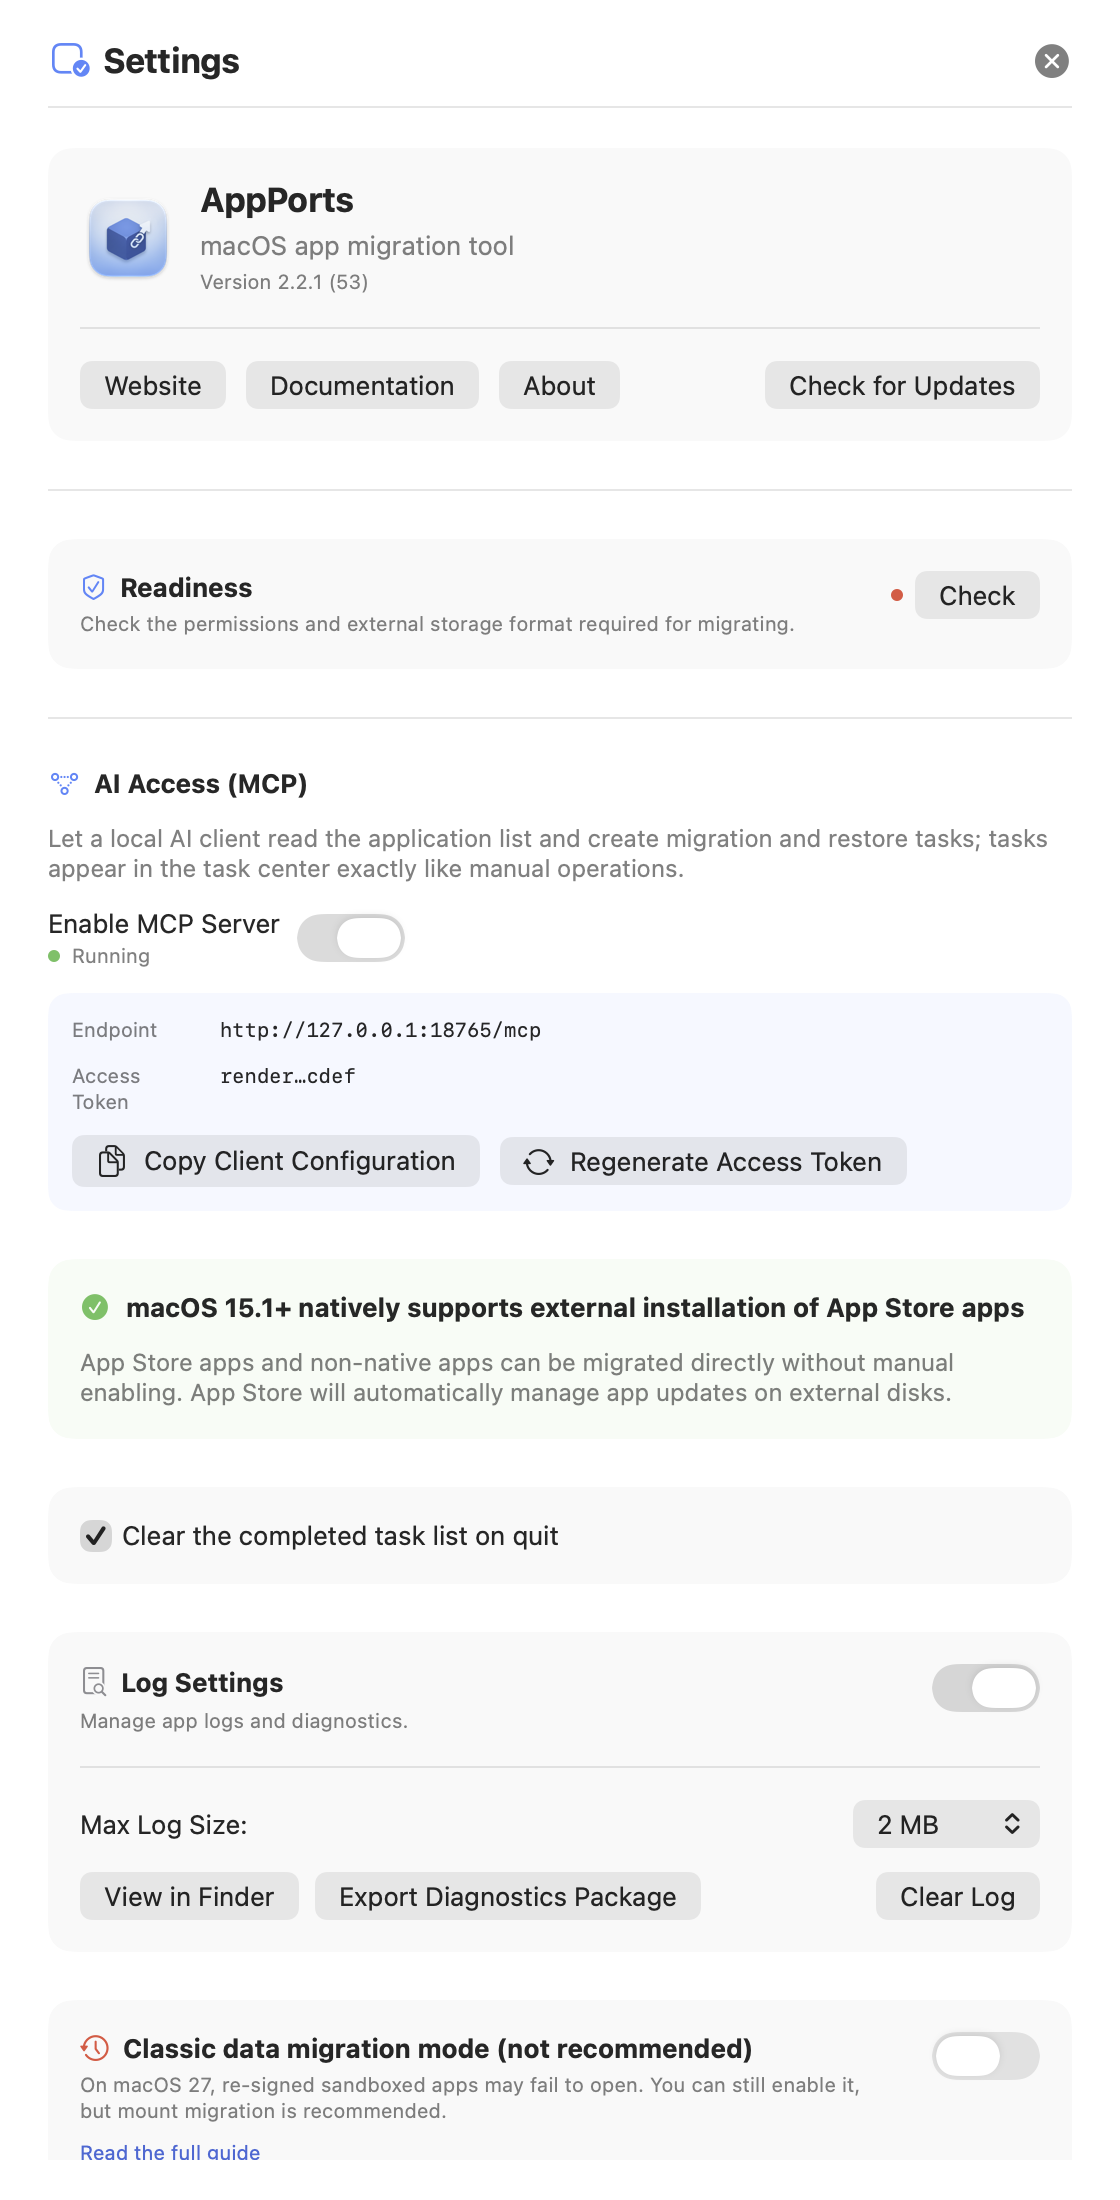 Settings
AppPorts
macOS app migration tool
Version 2.2.1 (53)
Website
Documentation
About
Check for Updates
Readiness
Check the permissions and external storage format required for migrating.
Check
AI Access (MCP)
Let a local AI client read the application list and create migration and restore tasks; tasks
appear in the task center exactly like manual operations.
Enable MCP Server
Running
Endpoint
http://127.0.0.1:18765/mcp
Access
Token
render…cdef
Copy Client Configuration
Regenerate Access Token
macOS 15.1+ natively supports external installation of App Store apps
App Store apps and non-native apps can be migrated directly without manual
enabling. App Store will automatically manage app updates on external disks.
Clear the completed task list on quit
Log Settings
Manage app logs and diagnostics.
Max Log Size:
2 MB
View in Finder
Export Diagnostics Package
Clear Log
Classic data migration mode (not recommended)
On macOS 27, re-signed sandboxed apps may fail to open. You can still enable it,
but mount migration is recommended.
Read the full guide